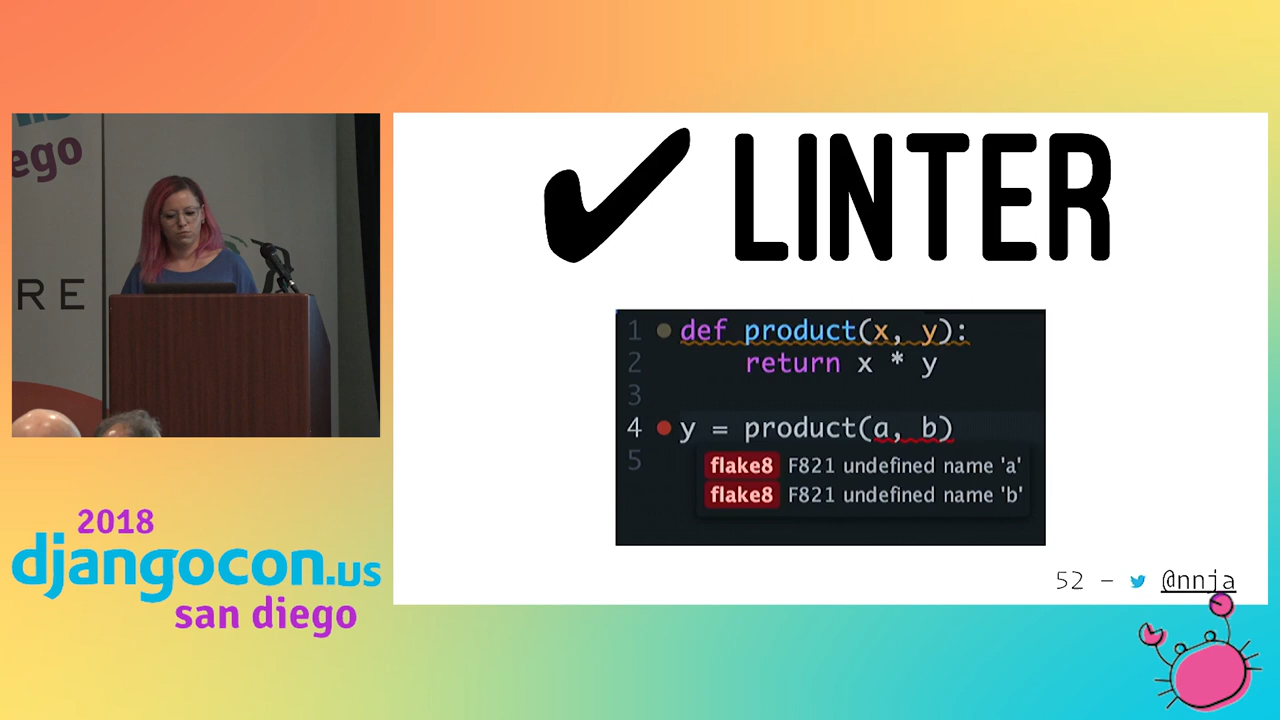 ego
RE
✔ LINTER
1 def product(x, y):
2 return x * y
3
4 y = product(a, b)
5
flake8 F821 undefined name 'a'
flake8 F821 undefined name 'b'
52 – @nnja
2018
djangocon.us
san diego